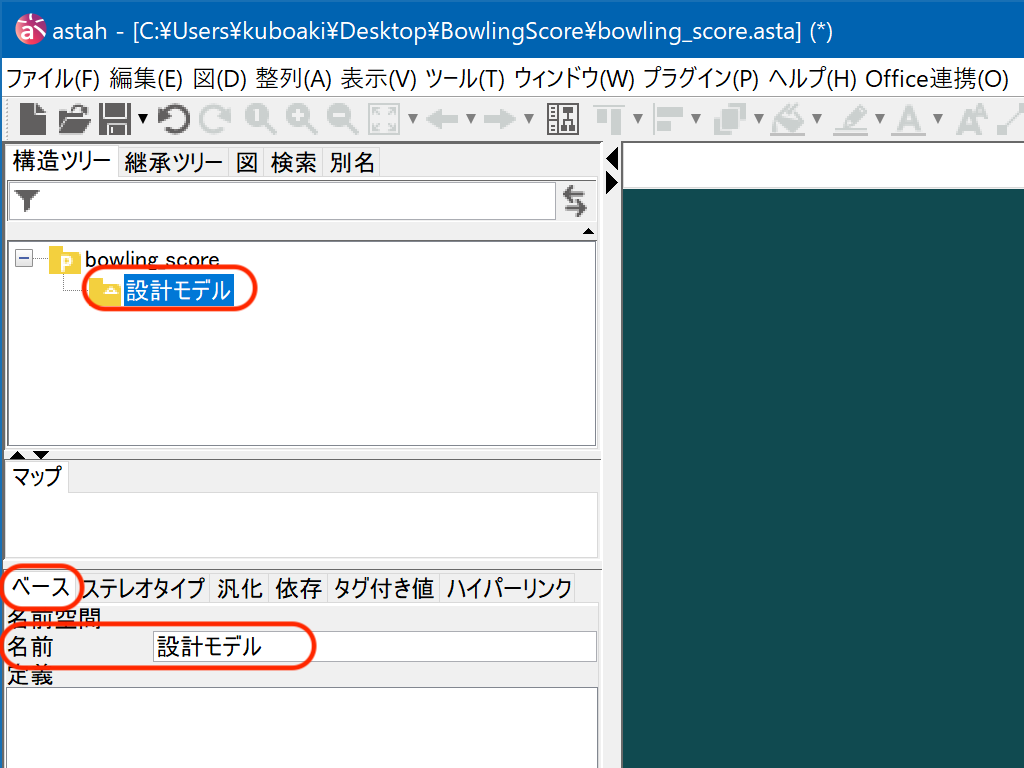 astah - [C:¥Users¥kuboaki¥Desktop¥BowlingScore¥bowling_score.asta] (*)
ファイル(F) 編集(E) 図(D) 整列(A) 表示(V) ツール(T) ウィンドウ(W) プラグイン(P) ヘルプ(H) Office連携(O)
構造ツリー 継承ツリー 図 検索 別名
bowling_score
設計モデル
マップ
ベース ステレオタイプ 汎化 依存 タグ付き値 ハイパーリンク
名前空間
名前 設計モデル
定義